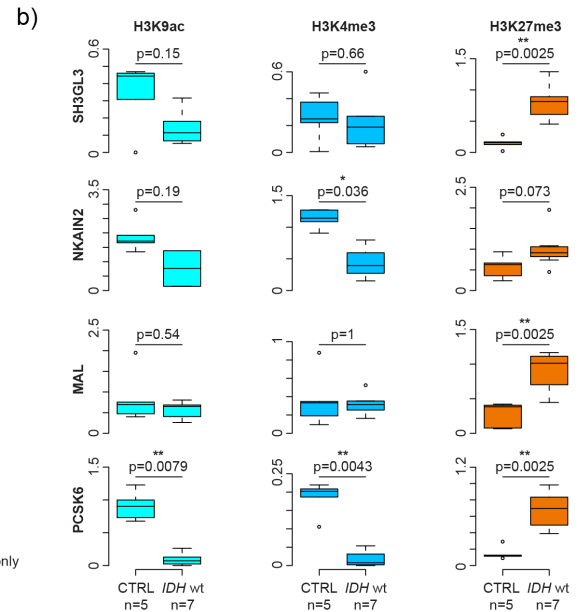 b)
H3K9ac H3K4me3 H3K27me3
SH3GL3
0.6
0
p=0.15
0.6
0
p=0.66
1.5
0
**
p=0.0025
NKAIN2
3.5
0
p=0.19
1.5
0
*
p=0.036
2.5
0
p=0.073
MAL
2.5
0
p=0.54
1
0
p=1
1.5
0
**
p=0.0025
PCSK6
1.5
0
**
p=0.0079
0.25
0
**
p=0.0043
1.2
0
**
p=0.0025
only
CTRL IDH wt CTRL IDH wt CTRL IDH wt
n=5 n=7 n=5 n=7 n=5 n=7